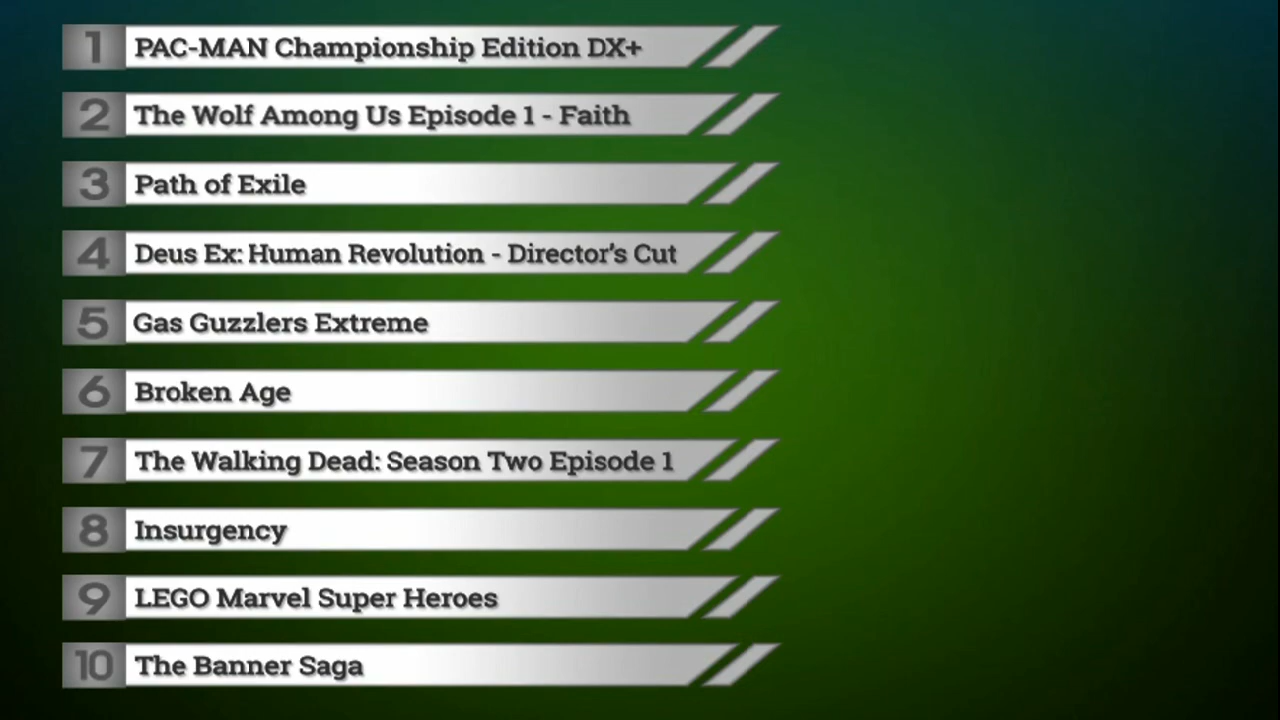 1 PAC-MAN Championship Edition DX+
2 The Wolf Among Us Episode 1 - Faith
3 Path of Exile
4 Deus Ex: Human Revolution - Director's Cut
5 Gas Guzzlers Extreme
6 Broken Age
7 The Walking Dead: Season Two Episode 1
8 Insurgency
9 LEGO Marvel Super Heroes
10 The Banner Saga